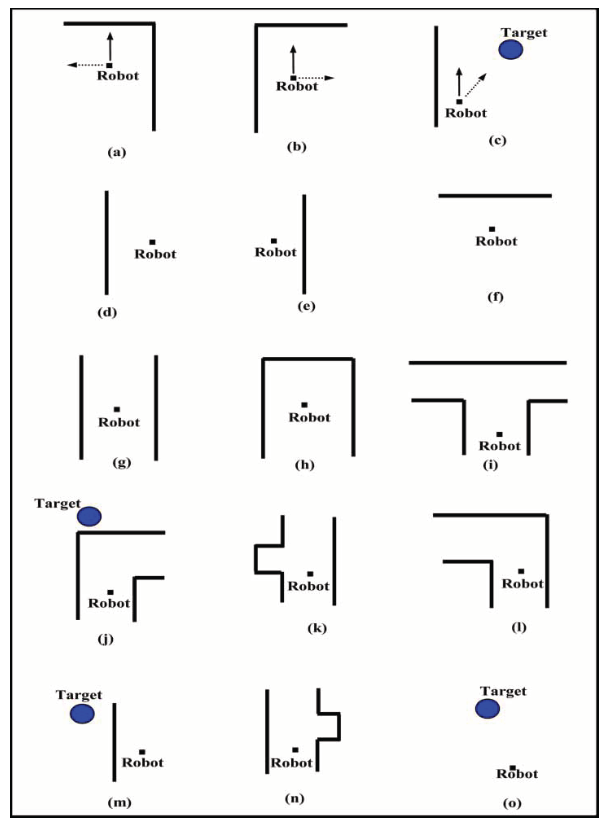 Target
Robot
Robot
Robot
(a)
(b)
(c)
Robot
Robot
Robot
(d)
(e)
(f)
Robot
Robot
Robot
(g)
(h)
(i)
Target
Robot
Robot
Robot
(j)
(k)
(l)
Target
Target
Robot
Robot
Robot
(m)
(n)
(o)